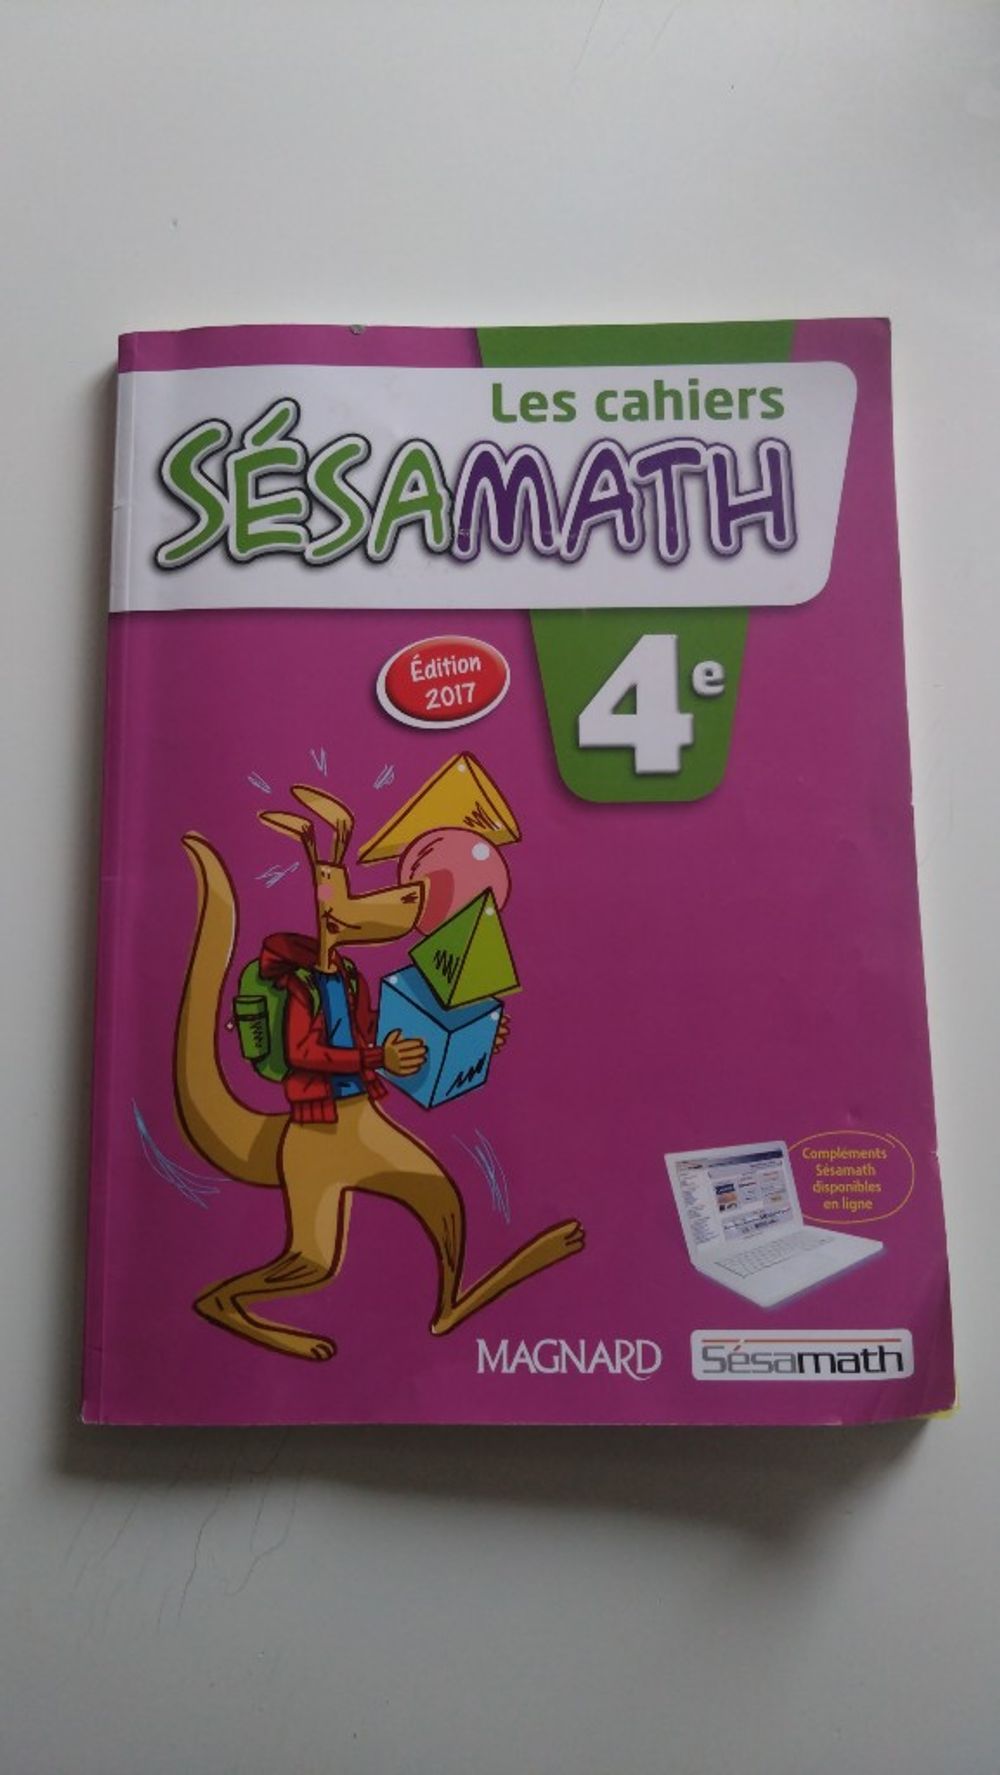 Les cahiers
SÉSAMATH
4e
Édition
2017
Compléments
Sésamath
disponibles
en ligne
MAGNARD
Sésamath